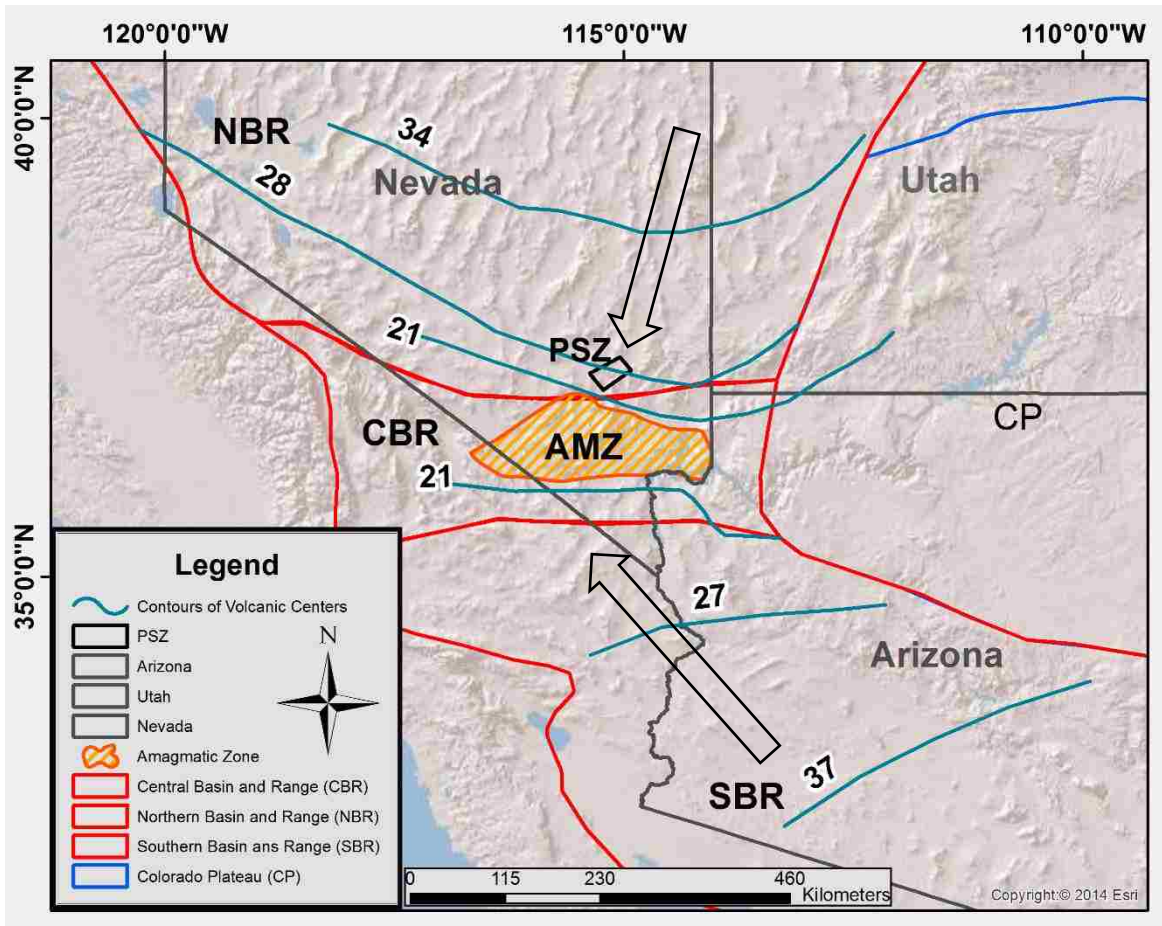 120°0'0"W 115°0'0"W 110°0'0"W
40°0'0"N
NBR
34
28
Nevada
Utah
21
PSZ
CP
CBR
AMZ
21
35°0'0"N
27
Arizona
37
SBR
Legend
Contours of Volcanic Centers
PSZ
Arizona
Utah
Nevada
Amagmatic Zone
Central Basin and Range (CBR)
Northern Basin and Range (NBR)
Southern Basin ans Range (SBR)
Colorado Plateau (CP)
N
0 115 230 460
Kilometers
Copyright:© 2014 Esri